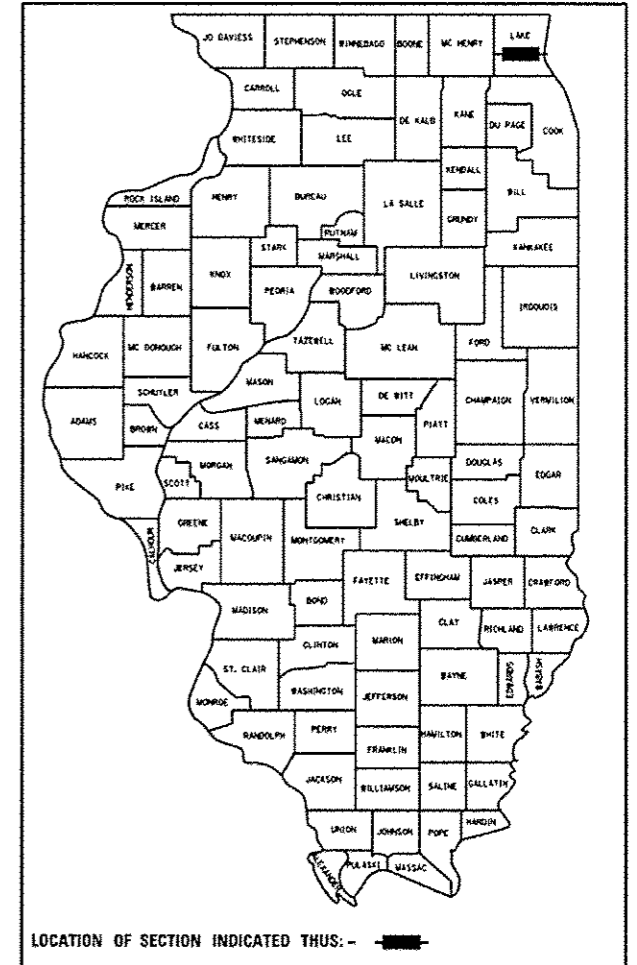 JO DAVIESS STEPHENSON WINNEBAGO BOONE MC HENRY LAKE
CARROLL OGLE DE KALB KANE DU PAGE COOK
WHITESIDE LEE KENDALL WILL
ROCK ISLAND HENRY BUREAU LA SALLE GRUNDY
MERCER PUTNAM KANKAKEE
HENDERSON WARREN KNOX STARK MARSHALL LIVINGSTON
PEORIA WOODFORD IROQUOIS
HANCOCK MC DONOUGH FULTON TAZEWELL MC LEAN FORD
MASON
SCHUYLER LOGAN DE WITT CHAMPAIGN VERMILION
ADAMS BROWN CASS MENARD MACON PIATT
MORGAN SANGAMON DOUGLAS EDGAR
PIKE SCOTT CHRISTIAN MOULTRIE COLES
GREENE MACOUPIN MONTGOMERY SHELBY CUMBERLAND CLARK
CALHOUN JERSEY
FAYETTE EFFINGHAM JASPER CRAWFORD
MADISON BOND CLAY RICHLAND LAWRENCE
CLINTON MARION
ST. CLAIR WAYNE EDWARDS WABASH
WASHINGTON JEFFERSON
MONROE
RANDOLPH PERRY HAMILTON WHITE
FRANKLIN
JACKSON WILLIAMSON SALINE GALLATIN
UNION JOHNSON POPE HARDIN
ALEXANDER PULASKI MASSAC
LOCATION OF SECTION INDICATED THUS: -